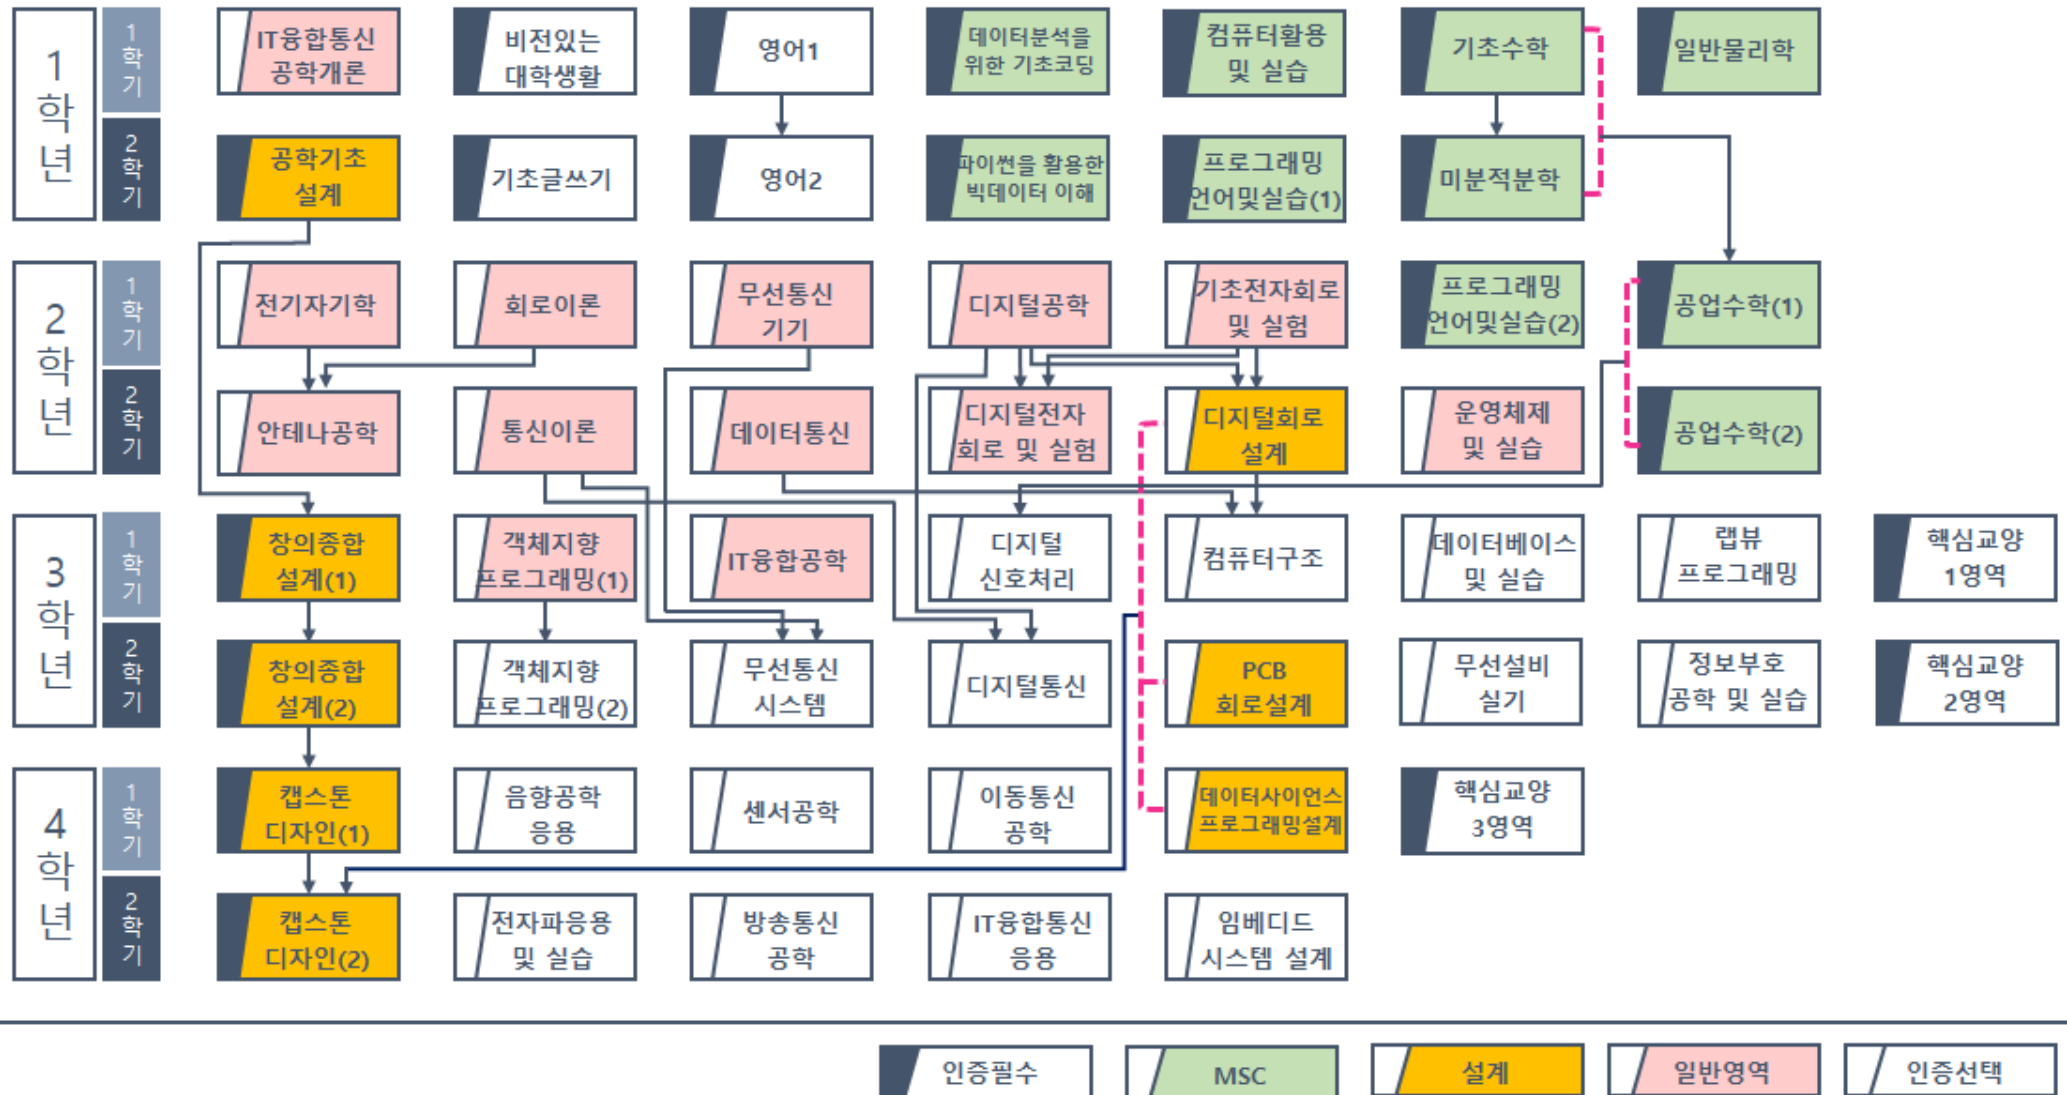 1
학
년
1
학
기
IT융합통신
공학개론
비전있는
대학생활
영어1
데이터분석을
위한 기초코딩
컴퓨터활용
및 실습
기초수학
일반물리학
2
학
기
공학기초
설계
기초글쓰기
영어2
파이썬을 활용한
빅데이터 이해
프로그래밍
언어및실습(1)
미분적분학
2
학
년
1
학
기
전기자기학
회로이론
무선통신
기기
디지털공학
기초전자회로
및 실험
프로그래밍
언어및실습(2)
공업수학(1)
2
학
기
안테나공학
통신이론
데이터통신
디지털전자
회로 및 실험
디지털회로
설계
운영체제
및 실습
공업수학(2)
3
학
년
1
학
기
창의종합
설계(1)
객체지향
프로그래밍(1)
IT융합공학
디지털
신호처리
컴퓨터구조
데이터베이스
및 실습
랩뷰
프로그래밍
핵심교양
1영역
2
학
기
창의종합
설계(2)
객체지향
프로그래밍(2)
무선통신
시스템
디지털통신
PCB
회로설계
무선설비
실기
정보부호
공학 및 실습
핵심교양
2영역
4
학
년
1
학
기
캡스톤
디자인(1)
음향공학
응용
센서공학
이동통신
공학
데이터사이언스
프로그래밍설계
핵심교양
3영역
2
학
기
캡스톤
디자인(2)
전자파응용
및 실습
방송통신
공학
IT융합통신
응용
임베디드
시스템 설계
인증필수
MSC
설계
일반영역
인증선택